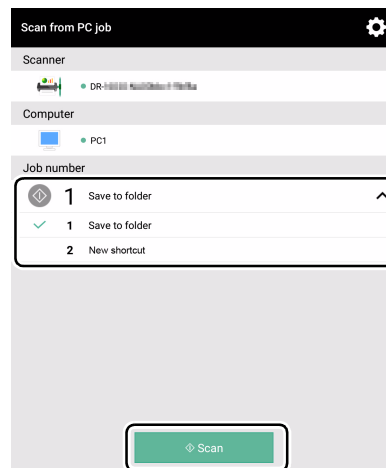 Scan from PC job
Scanner
DR-
Computer
PC1
Job number
1 Save to folder
1 Save to folder
2 New shortcut
Scan